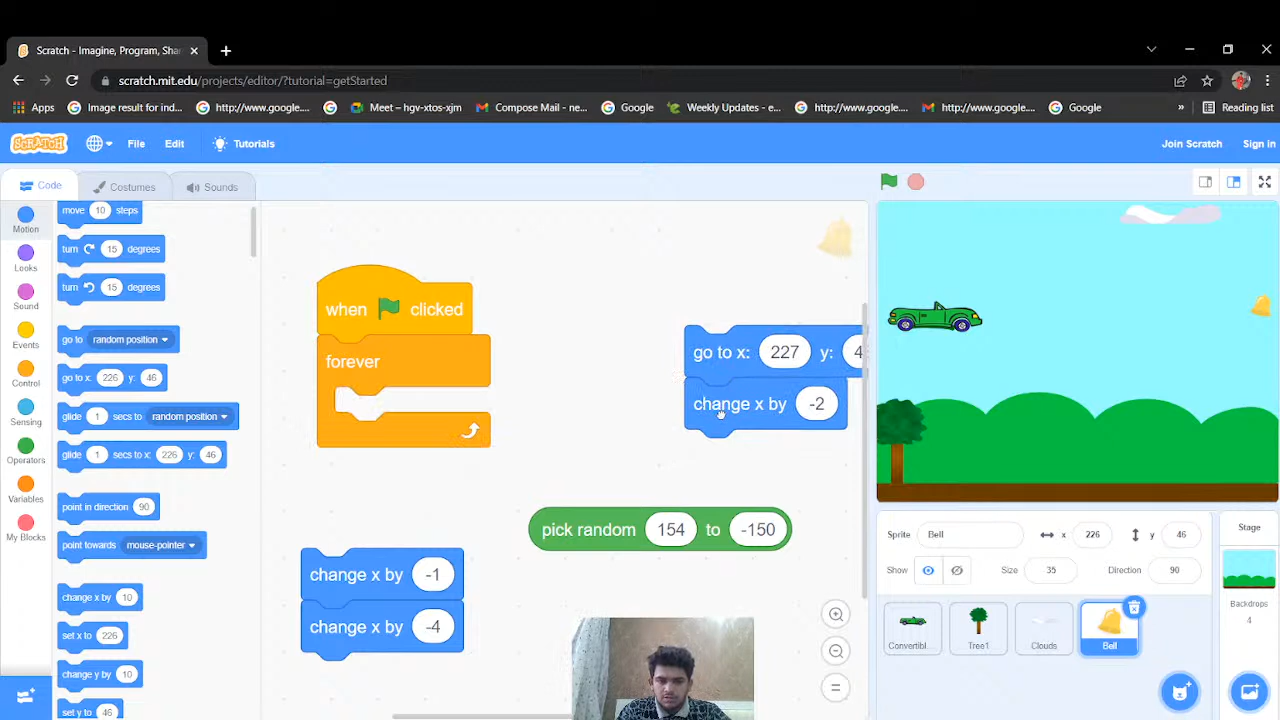 Scratch - Imagine, Program, Sha
scratch.mit.edu/projects/editor/?tutorial=getStarted
Apps Image result for ind... http://www.google.... Meet – hgv-xtos-xjm Compose Mail - ne... Google Weekly Updates - e... http://www.google.... http://www.google.... Google » Reading list
SCRATCH File Edit Tutorials Join Scratch Sign in
Code Costumes Sounds
Motion
Looks
Sound
Events
Control
Sensing
Operators
Variables
My Blocks
move 10 steps
turn 15 degrees
turn 15 degrees
go to random position
go to x: 226 y: 46
glide 1 secs to random position
glide 1 secs to x: 226 y: 46
point in direction 90
point towards mouse-pointer
change x by 10
set x to 226
change y by 10
set y to 46
when clicked
forever
go to x: 227 y: 4
change x by -2
pick random 154 to -150
change x by -1
change x by -4
Sprite Bell x 226 y 46
Show Size 35 Direction 90
Convertibl... Tree1 Clouds Bell
Stage
Backdrops
4